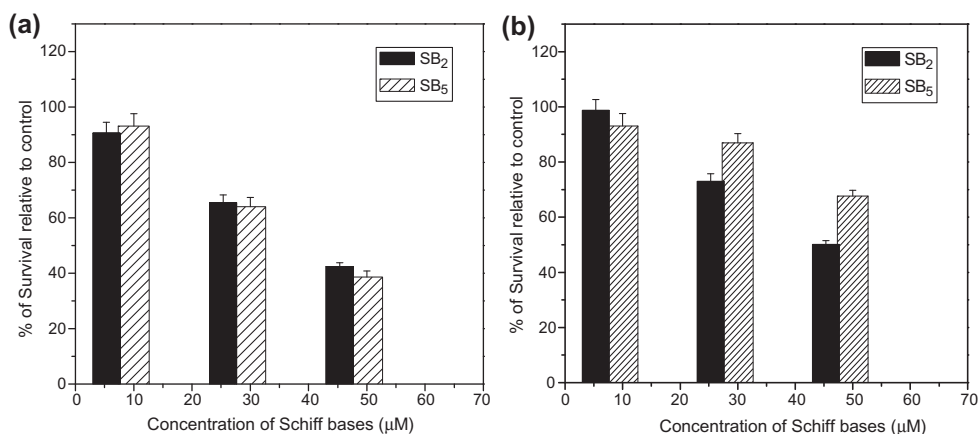 (a)
% of Survival relative to control
120
100
80
60
40
20
0
SB2
SB5
0 10 20 30 40 50 60 70
Concentration of Schiff bases (μM)
(b)
% of Survival relative to control
120
100
80
60
40
20
0
SB2
SB5
0 10 20 30 40 50 60 70
Concentration of Schiff bases (μM)